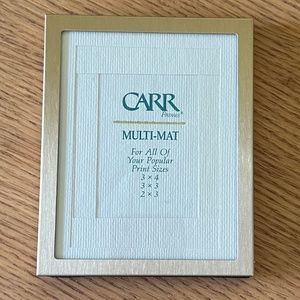 CARR
Frames®
MULTI-MAT
For All Of
Your Popular
Print Sizes
3 × 4
3 × 3
2 × 3